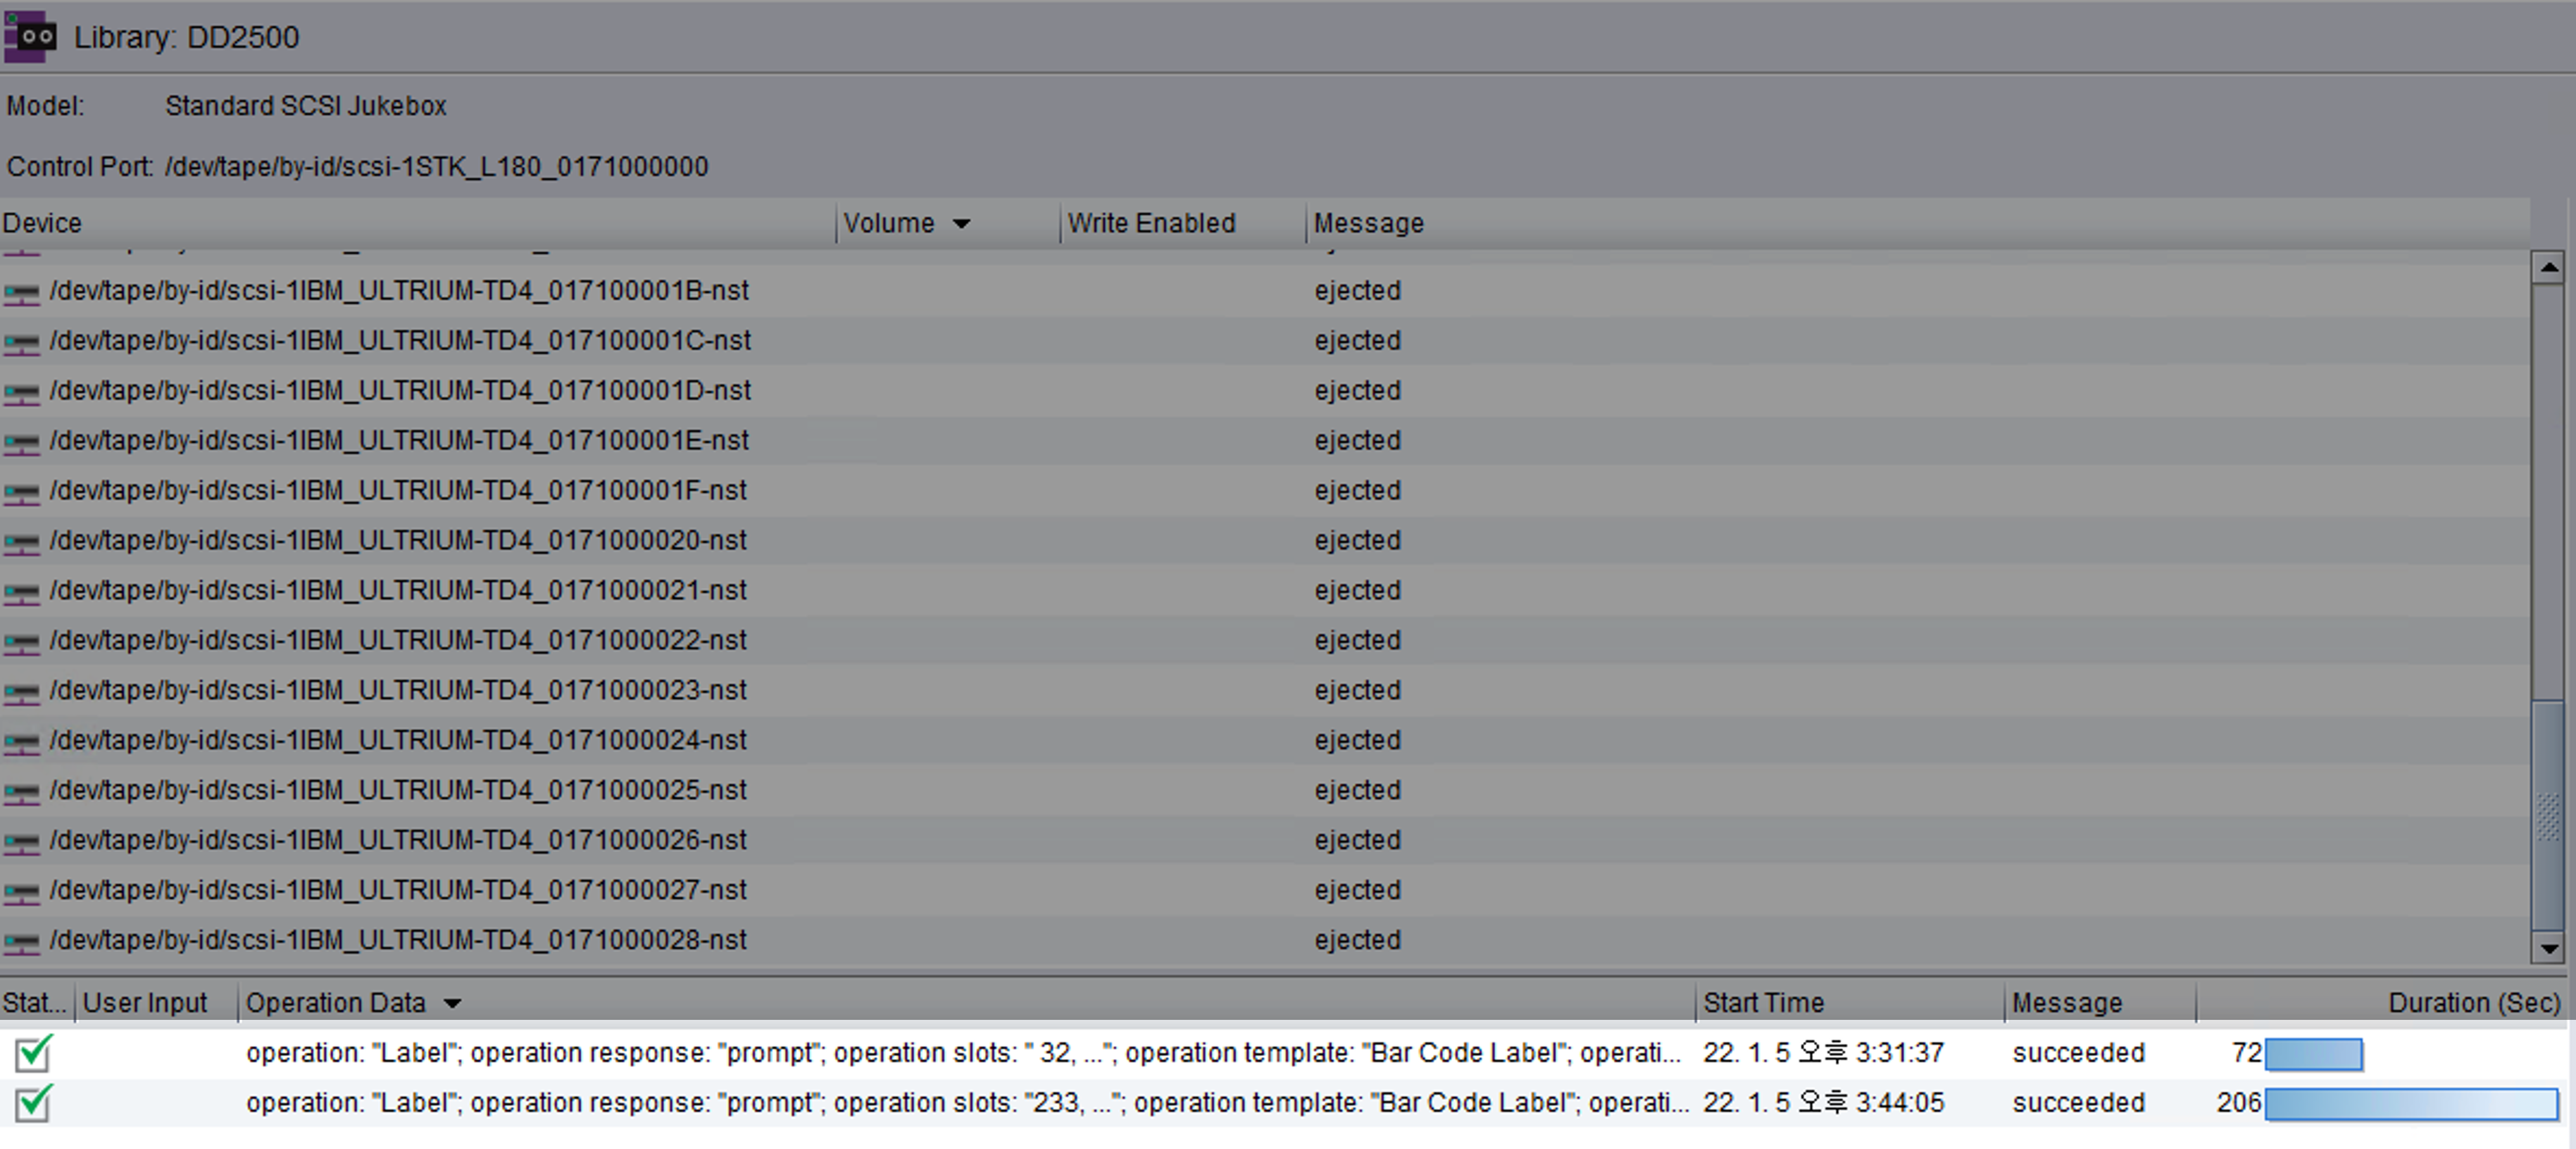 Library: DD2500
Model: Standard SCSI Jukebox
Control Port: /dev/tape/by-id/scsi-1STK_L180_0171000000
Device Volume Write Enabled Message
/dev/tape/by-id/scsi-1IBM_ULTRIUM-TD4_017100001B-nst ejected
/dev/tape/by-id/scsi-1IBM_ULTRIUM-TD4_017100001C-nst ejected
/dev/tape/by-id/scsi-1IBM_ULTRIUM-TD4_017100001D-nst ejected
/dev/tape/by-id/scsi-1IBM_ULTRIUM-TD4_017100001E-nst ejected
/dev/tape/by-id/scsi-1IBM_ULTRIUM-TD4_017100001F-nst ejected
/dev/tape/by-id/scsi-1IBM_ULTRIUM-TD4_0171000020-nst ejected
/dev/tape/by-id/scsi-1IBM_ULTRIUM-TD4_0171000021-nst ejected
/dev/tape/by-id/scsi-1IBM_ULTRIUM-TD4_0171000022-nst ejected
/dev/tape/by-id/scsi-1IBM_ULTRIUM-TD4_0171000023-nst ejected
/dev/tape/by-id/scsi-1IBM_ULTRIUM-TD4_0171000024-nst ejected
/dev/tape/by-id/scsi-1IBM_ULTRIUM-TD4_0171000025-nst ejected
/dev/tape/by-id/scsi-1IBM_ULTRIUM-TD4_0171000026-nst ejected
/dev/tape/by-id/scsi-1IBM_ULTRIUM-TD4_0171000027-nst ejected
/dev/tape/by-id/scsi-1IBM_ULTRIUM-TD4_0171000028-nst ejected
Stat... User Input Operation Data Start Time Message Duration (Sec)
operation: "Label"; operation response: "prompt"; operation slots: " 32, ..."; operation template: "Bar Code Label"; operati... 22. 1. 5 오후 3:31:37 succeeded 72
operation: "Label"; operation response: "prompt"; operation slots: "233, ..."; operation template: "Bar Code Label"; operati... 22. 1. 5 오후 3:44:05 succeeded 206